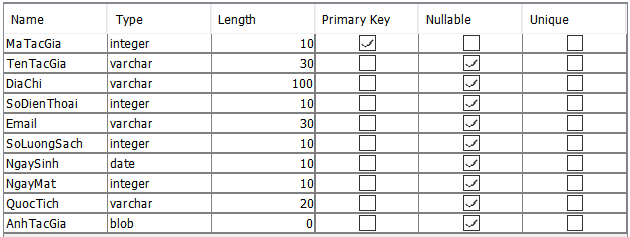 Name Type Length Primary Key Nullable Unique
MaTacGia integer 10
TenTacGia varchar 30
DiaChi varchar 100
SoDienThoai integer 10
Email varchar 30
SoLuongSach integer 10
NgaySinh date 10
NgayMat integer 10
QuocTich varchar 20
AnhTacGia blob 0